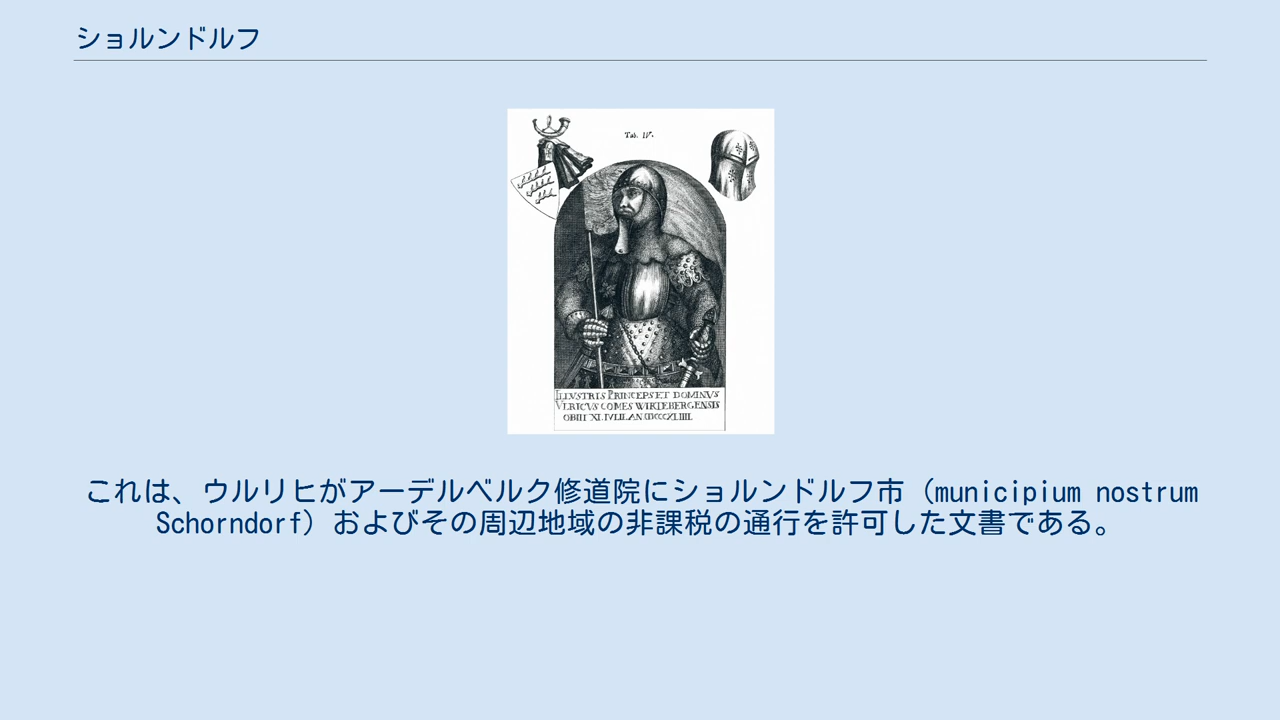 ショルンドルフ
Tab. IV.
ILLVSTRIS PRINCEPS ET DOMINVS
VLRICVS COMES WIRTEBERGENSIS
OBIIT XI. IVLII. AN
これは、ウルリヒがアーデルベルク修道院にショルンドルフ市（municipium nostrum
Schorndorf）およびその周辺地域の非課税の通行を許可した文書である。